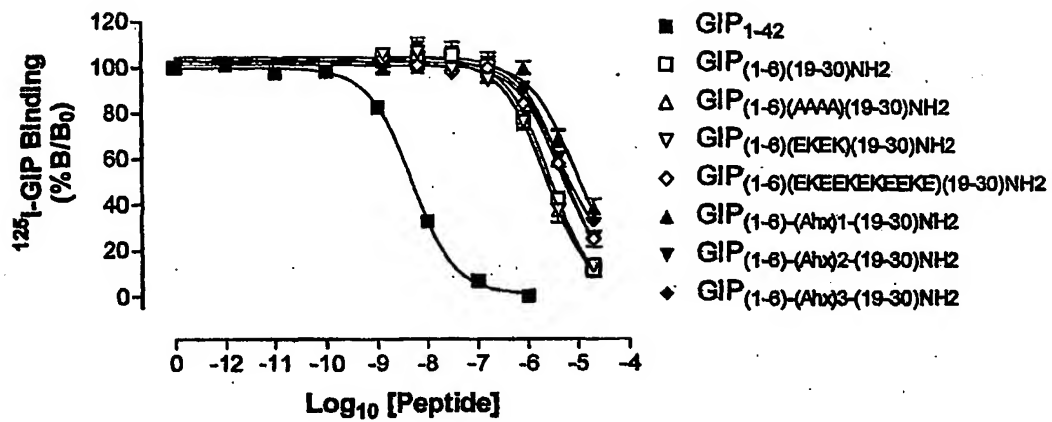 120
100
80
60
40
20
0
¹²⁵I-GIP Binding
(%B/B₀)
0 -12 -11 -10 -9 -8 -7 -6 -5 -4
Log₁₀ [Peptide]
GIP₁₋₄₂
GIP(1-6)(19-30)NH2
GIP(1-6)(AAAA)(19-30)NH2
GIP(1-6)(EKEK)(19-30)NH2
GIP(1-6)(EKEEKEKEEKE)(19-30)NH2
GIP(1-6)-(Ahx)1-(19-30)NH2
GIP(1-6)-(Ahx)2-(19-30)NH2
GIP(1-6)-(Ahx)3-(19-30)NH2